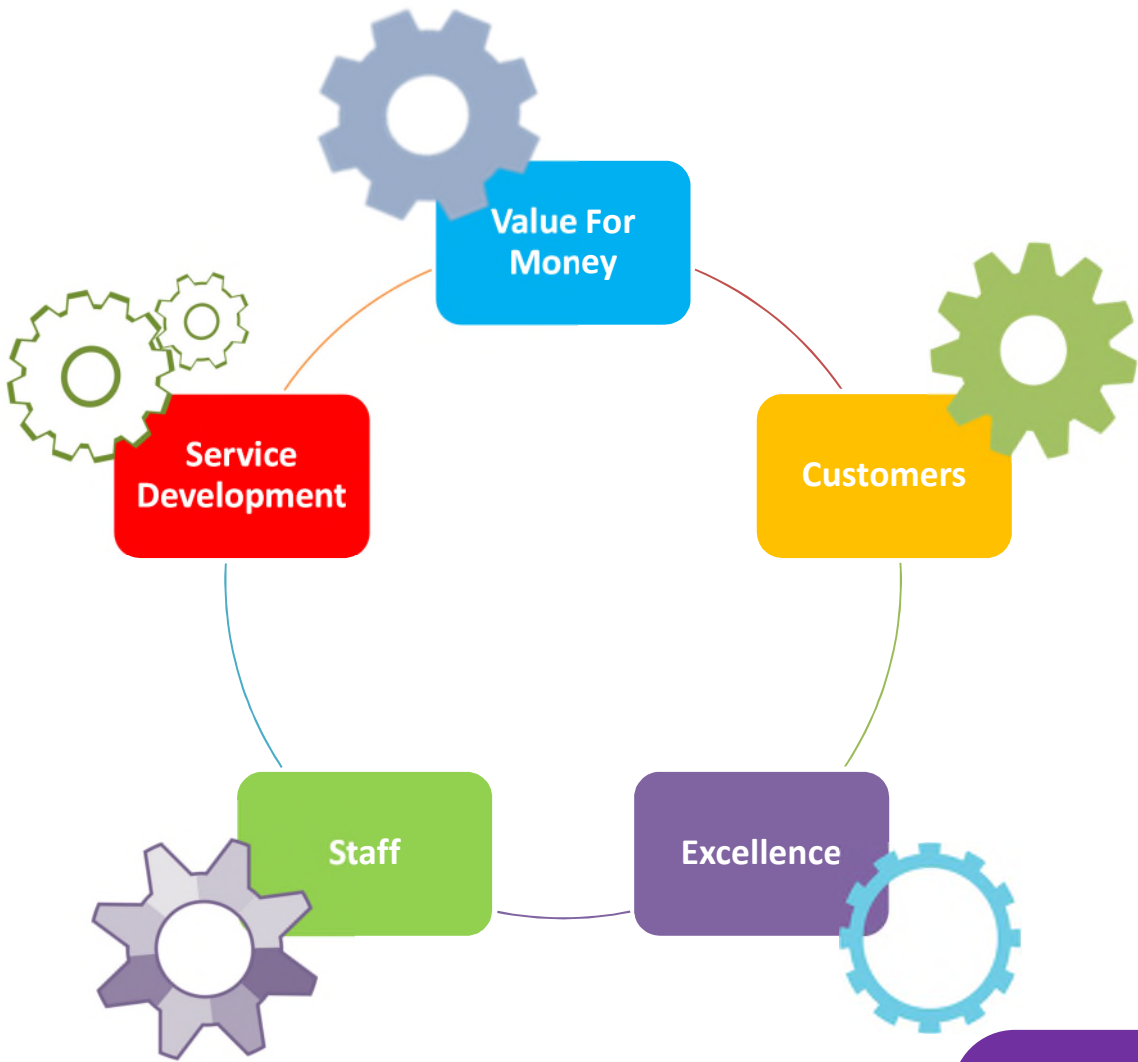 Value For
Money
Service
Development
Customers
Staff
Excellence